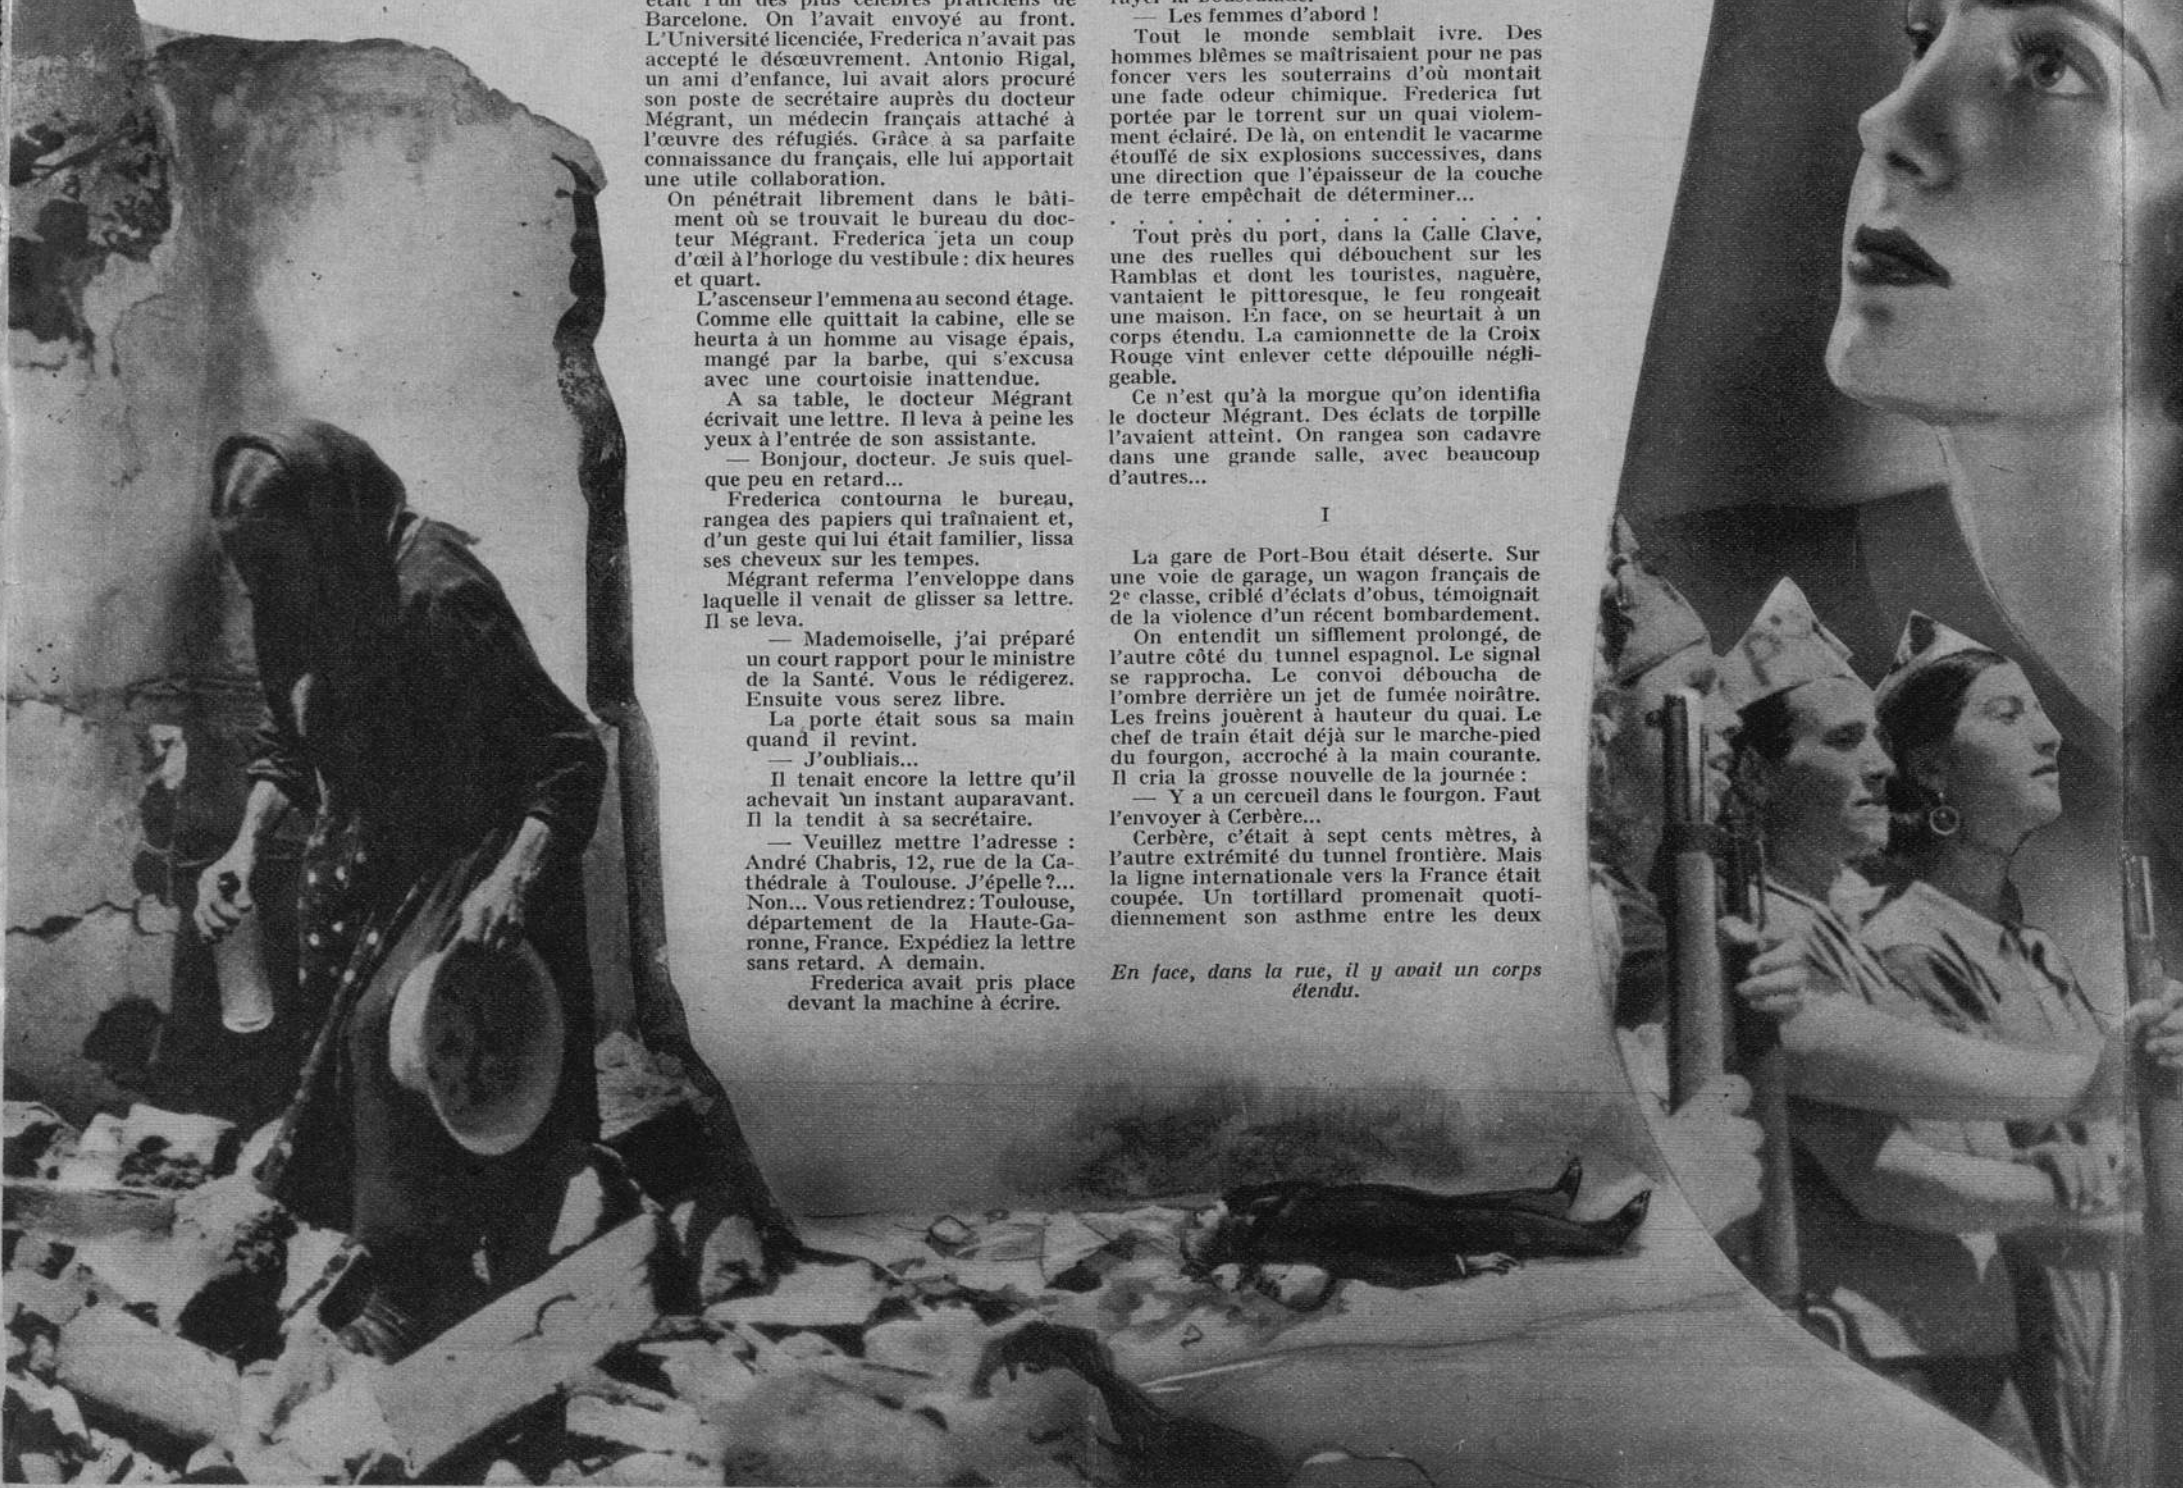 était l'un des plus célèbres praticiens de
Barcelone. On l'avait envoyé au front.
L'Université licenciée, Frederica n'avait pas
accepté le désœuvrement. Antonio Rigal,
un ami d'enfance, lui avait alors procuré
son poste de secrétaire auprès du docteur
Mégrant, un médecin français attaché à
l'œuvre des réfugiés. Grâce à sa parfaite
connaissance du français, elle lui apportait
une utile collaboration.
On pénétrait librement dans le bâti-
ment où se trouvait le bureau du doc-
teur Mégrant. Frederica jeta un coup
d'œil à l'horloge du vestibule : dix heures
et quart.
L'ascenseur l'emmena au second étage.
Comme elle quittait la cabine, elle se
heurta à un homme au visage épais,
mangé par la barbe, qui s'excusa
avec une courtoisie inattendue.
A sa table, le docteur Mégrant
écrivait une lettre. Il leva à peine les
yeux à l'entrée de son assistante.
— Bonjour, docteur. Je suis quel-
que peu en retard...
Frederica contourna le bureau,
rangea des papiers qui traînaient et,
d'un geste qui lui était familier, lissa
ses cheveux sur les tempes.
Mégrant referma l'enveloppe dans
laquelle il venait de glisser sa lettre.
Il se leva.
— Mademoiselle, j'ai préparé
un court rapport pour le ministre
de la Santé. Vous le rédigerez.
Ensuite vous serez libre.
La porte était sous sa main
quand il revint.
— J'oubliais...
Il tenait encore la lettre qu'il
achevait un instant auparavant.
Il la tendit à sa secrétaire.
— Veuillez mettre l'adresse :
André Chabris, 12, rue de la Ca-
thédrale à Toulouse. J'épelle ?...
Non... Vous retiendrez : Toulouse,
département de la Haute-Ga-
ronne, France. Expédiez la lettre
sans retard. A demain.
Frederica avait pris place
devant la machine à écrire.
— Les femmes d'abord !
Tout le monde semblait ivre. Des
hommes blêmes se maîtrisaient pour ne pas
foncer vers les souterrains d'où montait
une fade odeur chimique. Frederica fut
portée par le torrent sur un quai violem-
ment éclairé. De là, on entendit le vacarme
étouffé de six explosions successives, dans
une direction que l'épaisseur de la couche
de terre empêchait de déterminer...
. . . . . . . . . . . . . . . .
Tout près du port, dans la Calle Clave,
une des ruelles qui débouchent sur les
Ramblas et dont les touristes, naguère,
vantaient le pittoresque, le feu rongeait
une maison. En face, on se heurtait à un
corps étendu. La camionnette de la Croix
Rouge vint enlever cette dépouille négli-
geable.
Ce n'est qu'à la morgue qu'on identifia
le docteur Mégrant. Des éclats de torpille
l'avaient atteint. On rangea son cadavre
dans une grande salle, avec beaucoup
d'autres...
I
La gare de Port-Bou était déserte. Sur
une voie de garage, un wagon français de
2e classe, criblé d'éclats d'obus, témoignait
de la violence d'un récent bombardement.
On entendit un sifflement prolongé, de
l'autre côté du tunnel espagnol. Le signal
se rapprocha. Le convoi déboucha de
l'ombre derrière un jet de fumée noirâtre.
Les freins jouèrent à hauteur du quai. Le
chef de train était déjà sur le marche-pied
du fourgon, accroché à la main courante.
Il cria la grosse nouvelle de la journée :
— Y a un cercueil dans le fourgon. Faut
l'envoyer à Cerbère...
Cerbère, c'était à sept cents mètres, à
l'autre extrémité du tunnel frontière. Mais
la ligne internationale vers la France était
coupée. Un tortillard promenait quoti-
diennement son asthme entre les deux
En face, dans la rue, il y avait un corps
étendu.